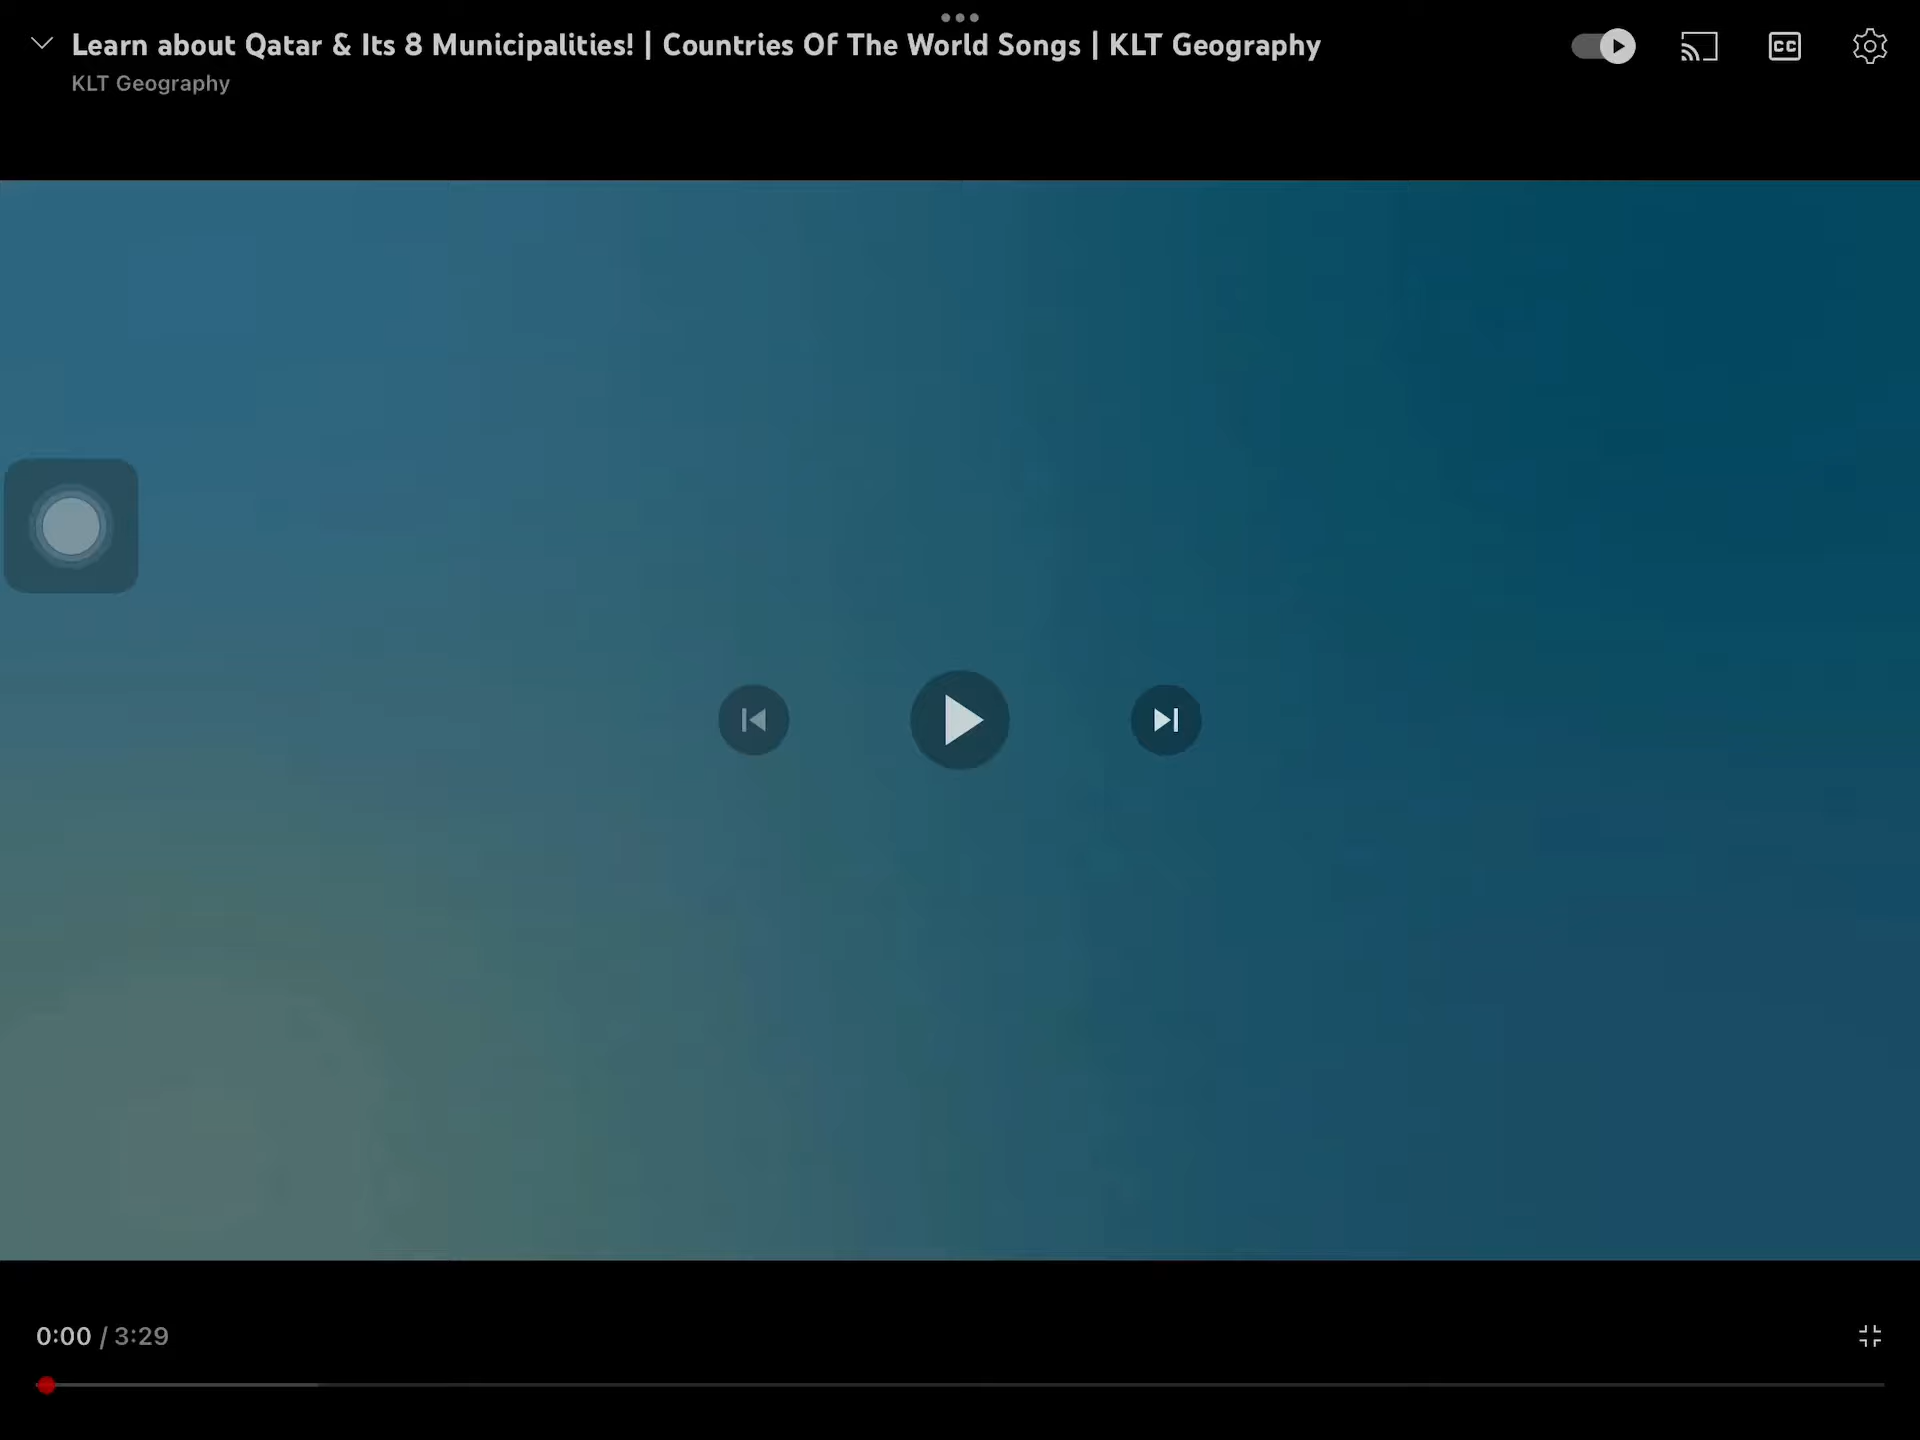 Learn about Qatar & Its 8 Municipalities! | Countries Of The World Songs | KLT Geography
KLT Geography
CC
0:00 / 3:29